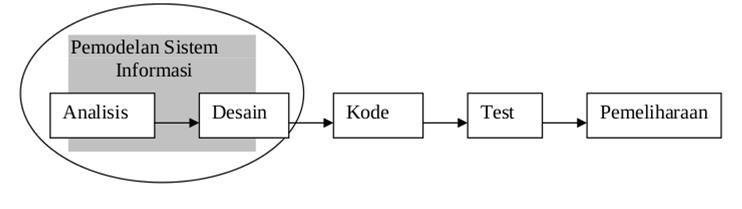 Pemodelan Sistem
Informasi
Analisis
Desain
Kode
Test
Pemeliharaan